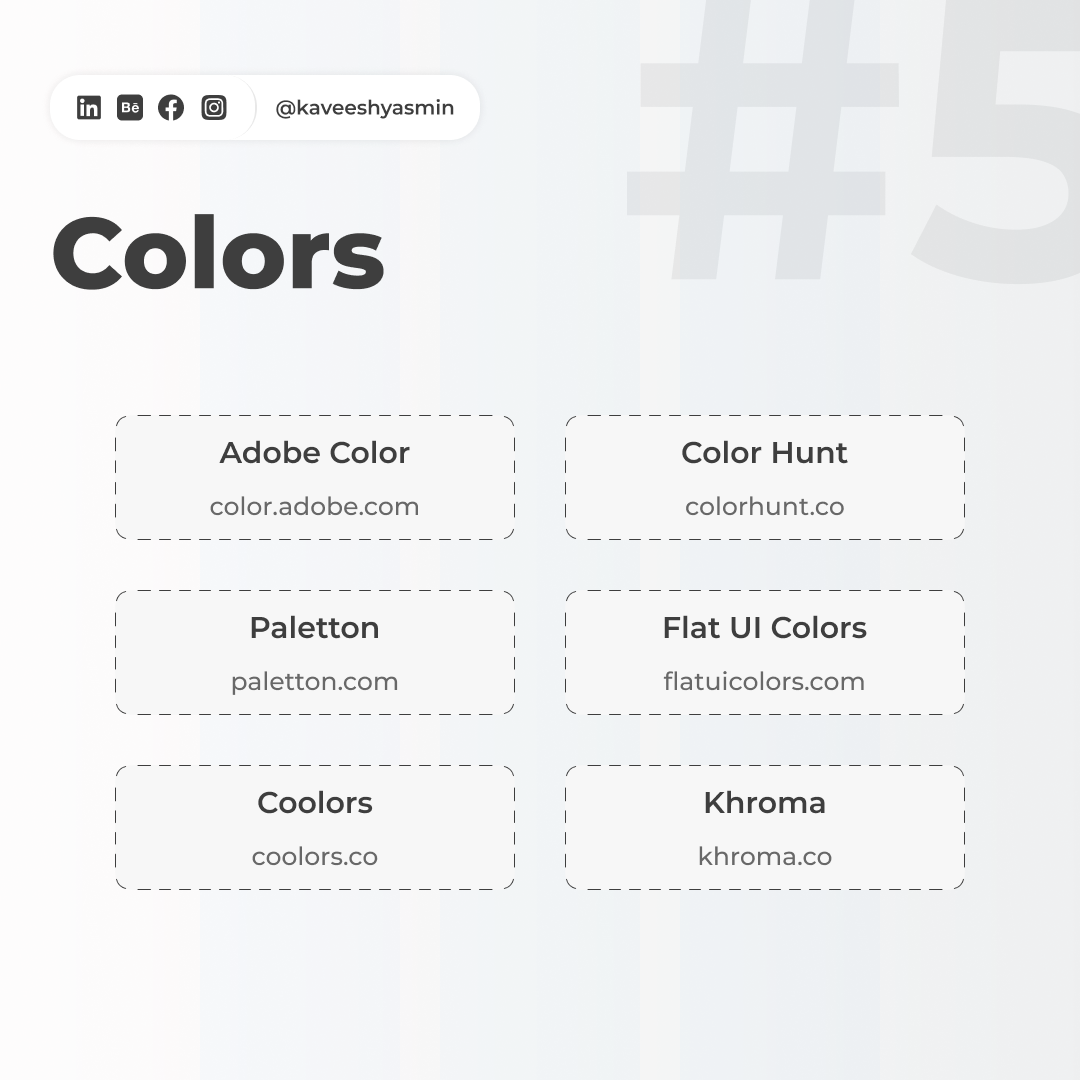 #5
Bē
@kaveeshyasmin
Colors
Adobe Color
color.adobe.com
Color Hunt
colorhunt.co
Paletton
paletton.com
Flat UI Colors
flatuicolors.com
Coolors
coolors.co
Khroma
khroma.co